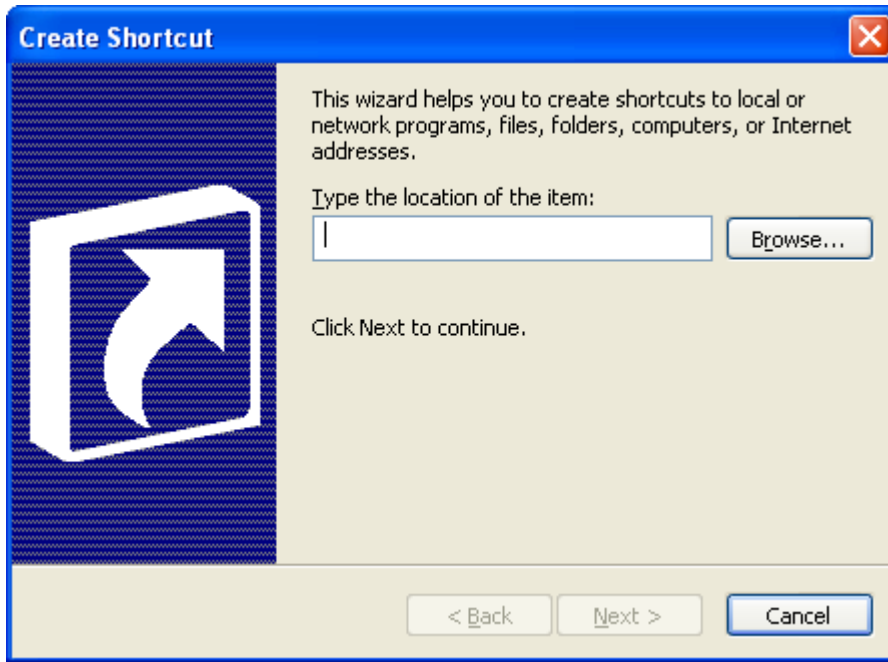 Create Shortcut
This wizard helps you to create shortcuts to local or
network programs, files, folders, computers, or Internet
addresses.
Type the location of the item:
Browse...
Click Next to continue.
< Back
Next >
Cancel